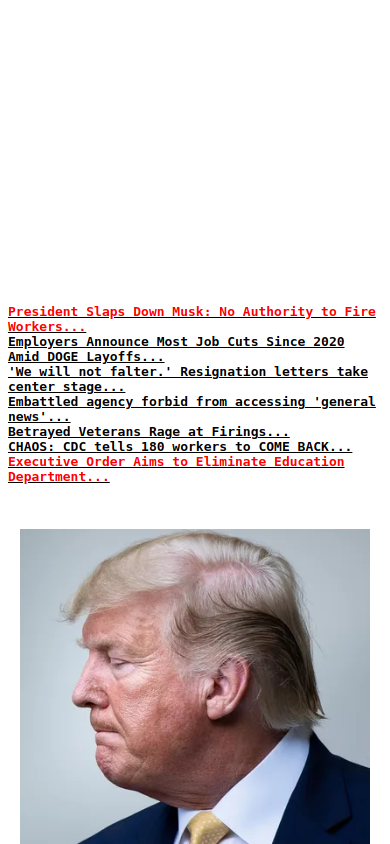 President Slaps Down Musk: No Authority to Fire
Workers...
Employers Announce Most Job Cuts Since 2020
Amid DOGE Layoffs...
'We will not falter.' Resignation letters take
center stage...
Embattled agency forbid from accessing 'general
news'...
Betrayed Veterans Rage at Firings...
CHAOS: CDC tells 180 workers to COME BACK...
Executive Order Aims to Eliminate Education
Department...